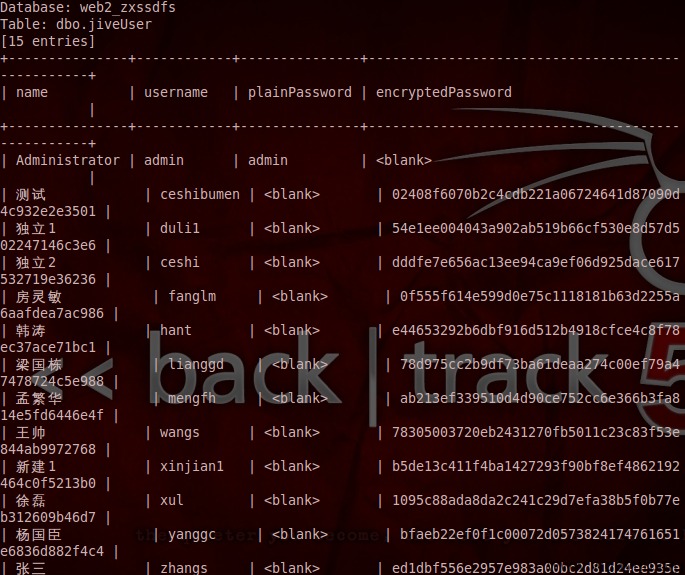 Database: web2_zxssdfs
Table: dbo.jiveUser
[15 entries]
+---------------+------------+---------------+---------------------------------------
-----------+
| name | username | plainPassword | encryptedPassword
|
+---------------+------------+---------------+---------------------------------------
-----------+
| Administrator | admin | admin | <blank>
|
| 测试 | ceshibumen | <blank> | 02408f6070b2c4cdb221a06724641d87090d
4c932e2e3501 |
| 独立1 | duli1 | <blank> | 54e1ee004043a902ab519b66cf530e8d57d5
02247146c3e6 |
| 独立2 | ceshi | <blank> | dddfe7e656ac13ee94ca9ef06d925dace617
532719e36236 |
| 房灵敏 | fanglm | <blank> | 0f555f614e599d0e75c1118181b63d2255a
6aafdea7ac986 |
| 韩涛 | hant | <blank> | e44653292b6dbf916d512b4918cfce4c8f78
ec37ace71bc1 |
| 梁国栋 | lianggd | <blank> | 78d975cc2b9df73ba61deaa274c00ef79a4
7478724c5e988 |
| 孟繁华 | mengfh | <blank> | ab213ef339510d4d90cc752cc6e366b3fa8
14e5fd6446e4f |
| 王帅 | wangs | <blank> | 78305003720eb2431270fb5011c23c83f53e
844ab9972768 |
| 新建1 | xinjian1 | <blank> | b5de13c411f4ba1427293f90bf8ef4862192
464c0f5213b0 |
| 徐磊 | xul | <blank> | 1095c88ada8da2c241c29d7efa38b5f0b77e
b312609b46d7 |
| 杨国臣 | yanggc | <blank> | bfaeb22ef0f1c00072d0573824174761651
e6836d882f4c4 |
| 张三 | zhangs | <blank> | ed1dbf556e2957e983a00bc2d81d24ee935e
<< back | track 5